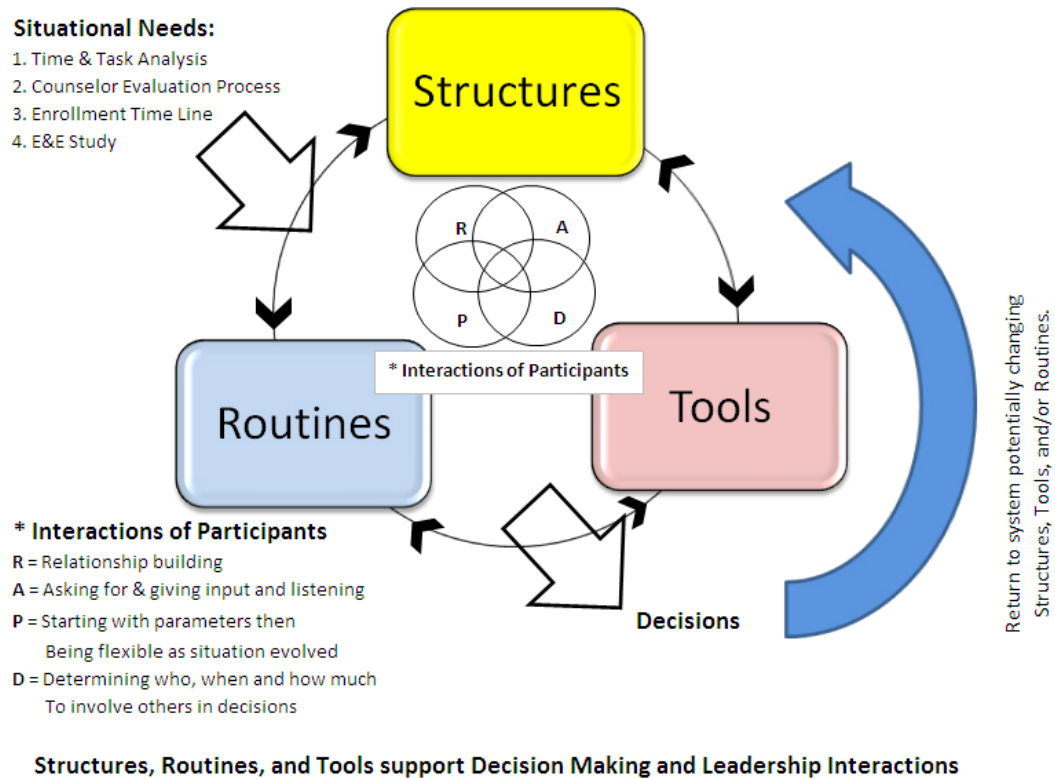 Situational Needs:
1. Time & Task Analysis
2. Counselor Evaluation Process
3. Enrollment Time Line
4. E&E Study
Structures
R
A
P
D
* Interactions of Participants
Routines
Tools
Return to system potentially changing
Structures, Tools, and/or Routines.
* Interactions of Participants
R = Relationship building
A = Asking for & giving input and listening
P = Starting with parameters then
Being flexible as situation evolved
D = Determining who, when and how much
To involve others in decisions
Decisions
Structures, Routines, and Tools support Decision Making and Leadership Interactions